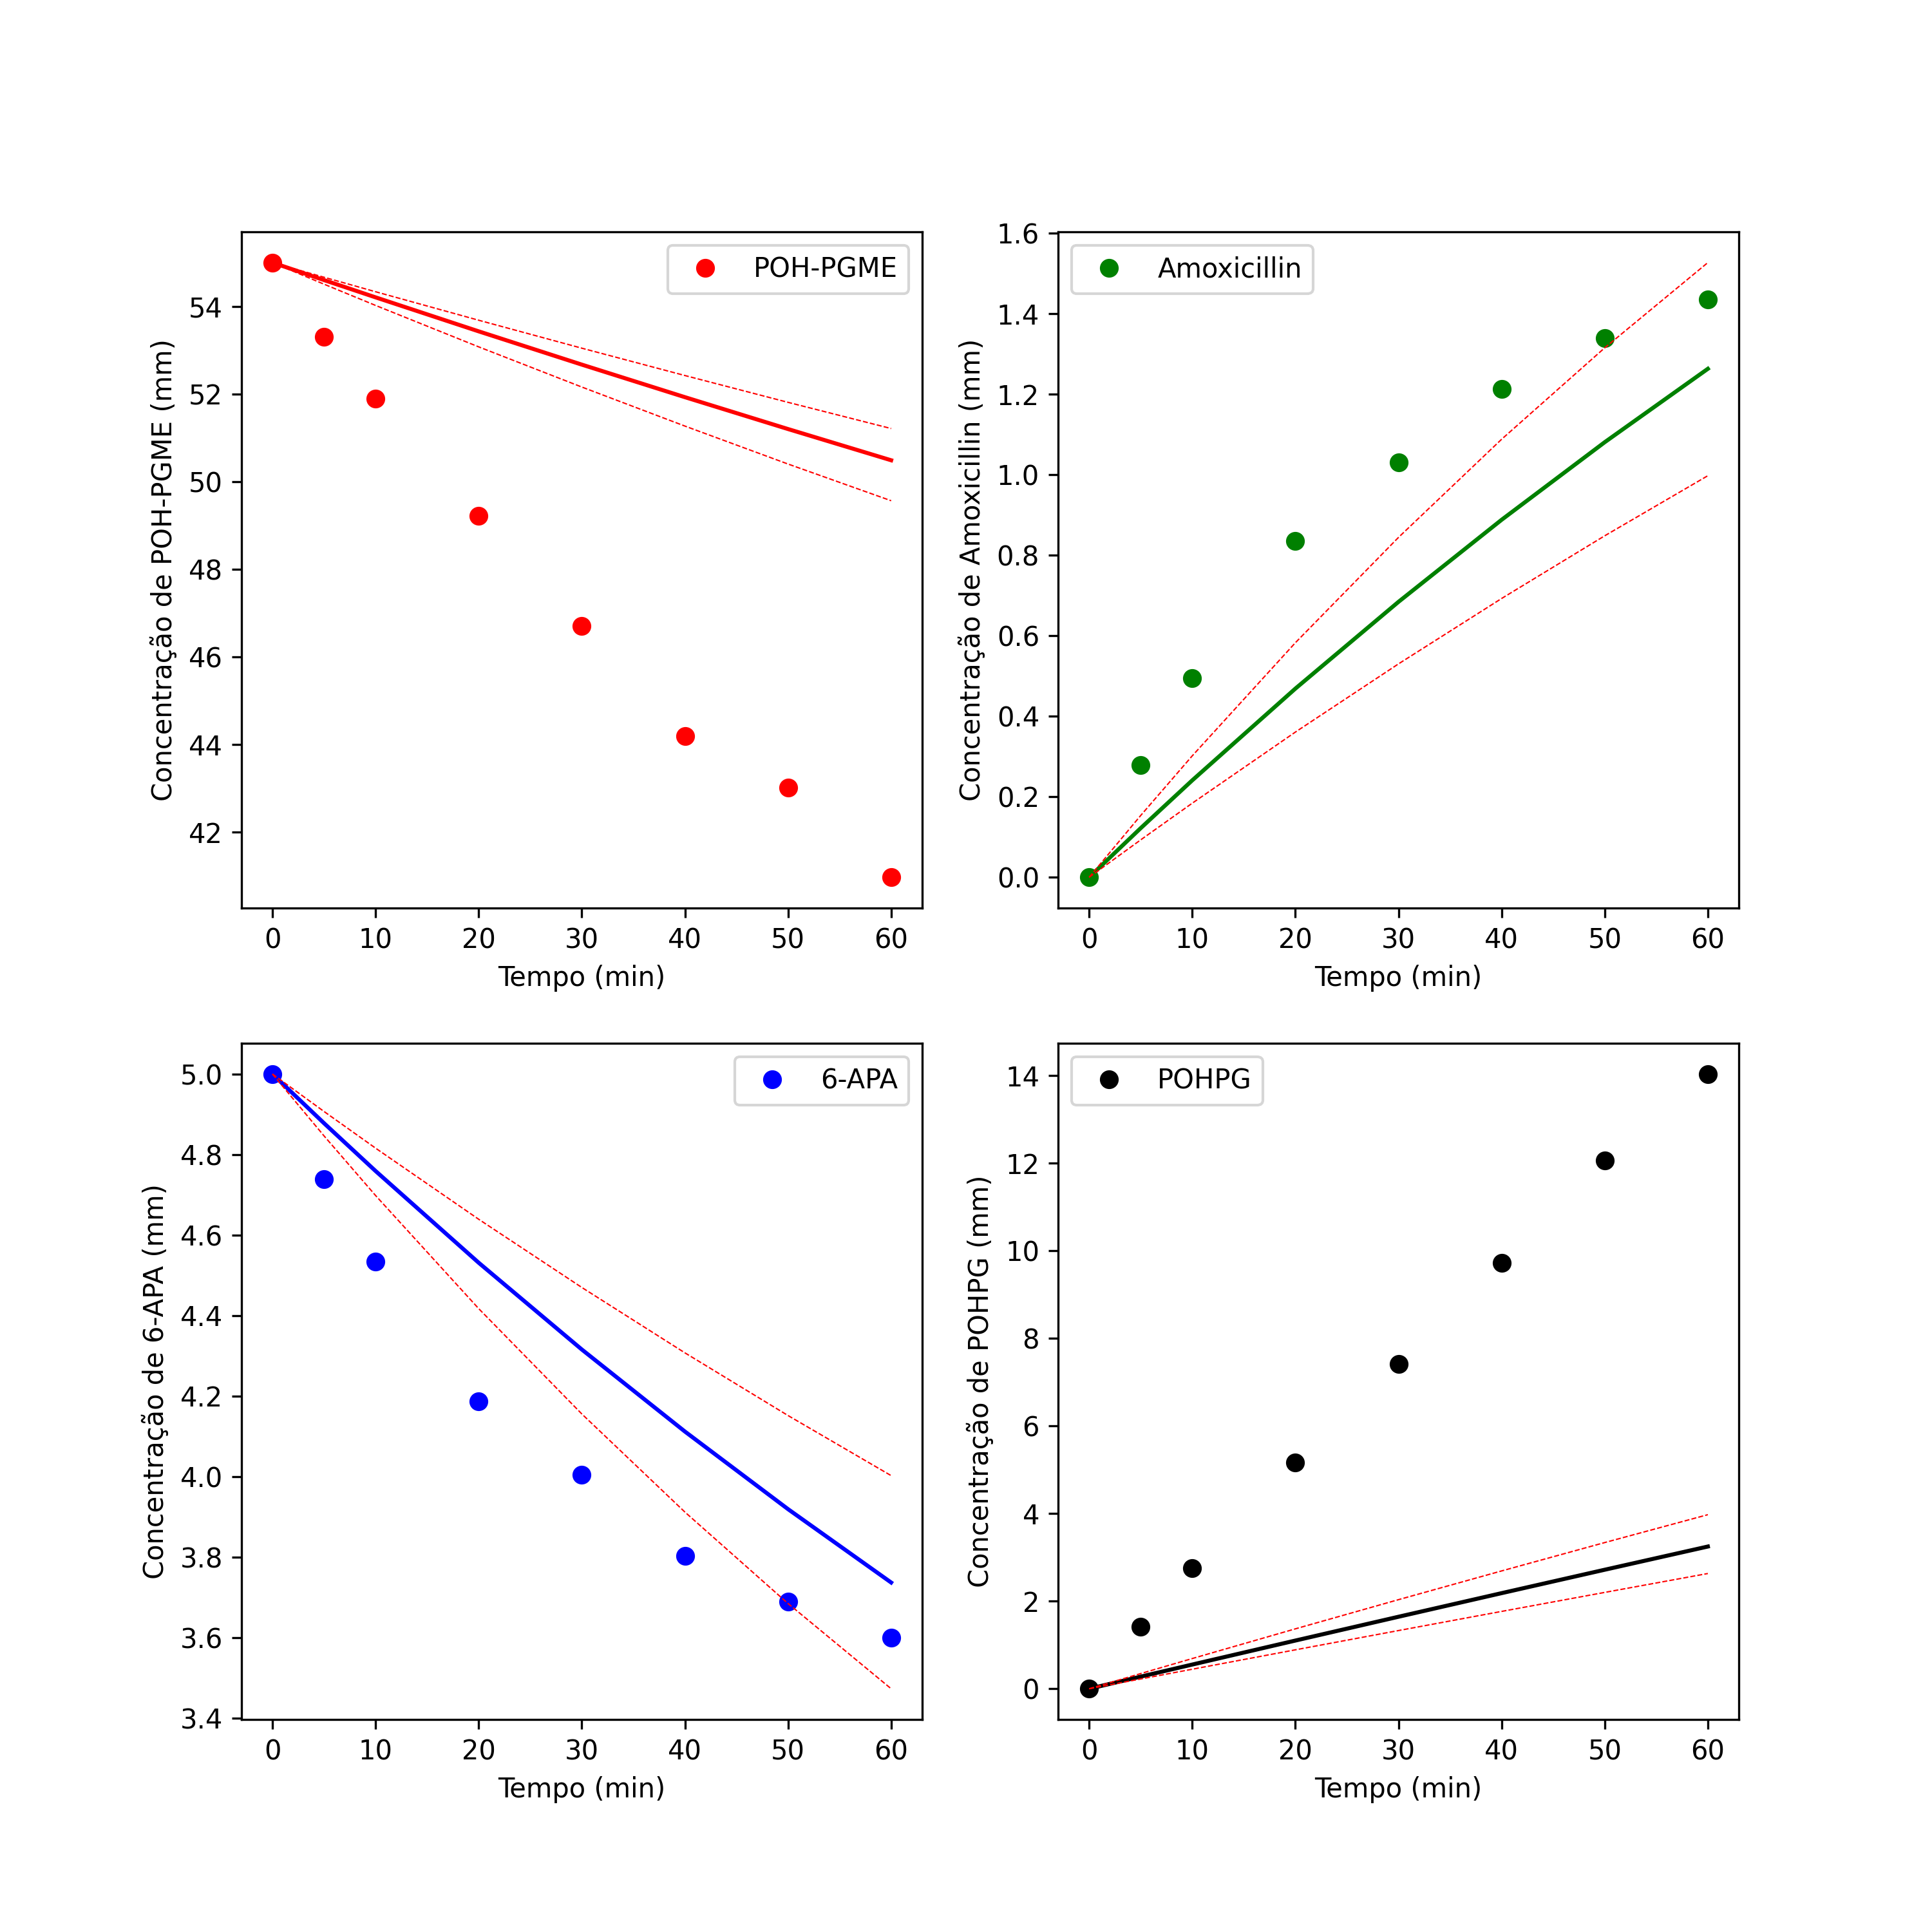 POH-PGME
54
52
50
48
46
44
42
Concentração de POH-PGME (mm)
0 10 20 30 40 50 60
Tempo (min)
Amoxicillin
1.6
1.4
1.2
1.0
0.8
0.6
0.4
0.2
0.0
Concentração de Amoxicillin (mm)
0 10 20 30 40 50 60
Tempo (min)
6-APA
5.0
4.8
4.6
4.4
4.2
4.0
3.8
3.6
3.4
Concentração de 6-APA (mm)
0 10 20 30 40 50 60
Tempo (min)
POHPG
14
12
10
8
6
4
2
0
Concentração de POHPG (mm)
0 10 20 30 40 50 60
Tempo (min)